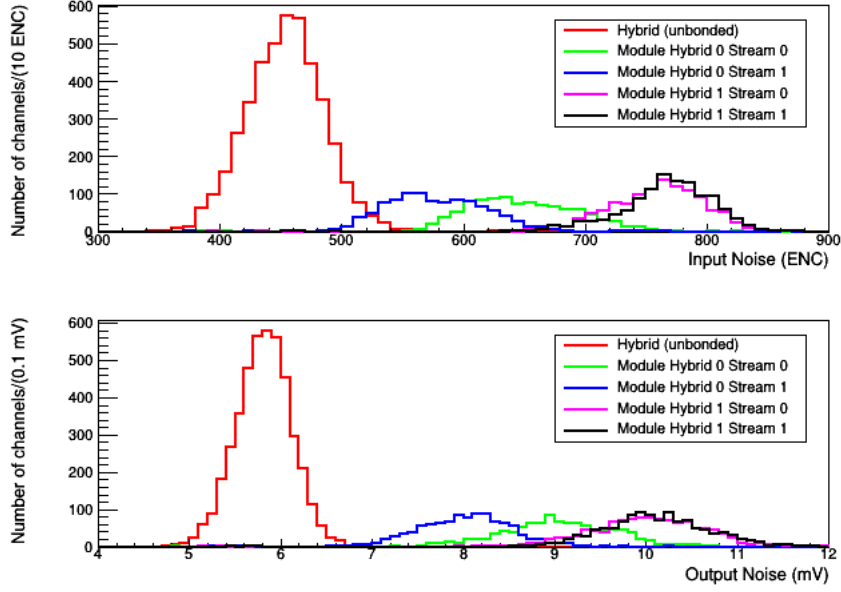 Number of channels/(10 ENC)
600
500
400
300
200
100
0
300
400
500
600
700
800
900
Input Noise (ENC)
Hybrid (unbonded)
Module Hybrid 0 Stream 0
Module Hybrid 0 Stream 1
Module Hybrid 1 Stream 0
Module Hybrid 1 Stream 1
Number of channels/(0.1 mV)
600
500
400
300
200
100
0
4
5
6
7
8
9
10
11
12
Output Noise (mV)
Hybrid (unbonded)
Module Hybrid 0 Stream 0
Module Hybrid 0 Stream 1
Module Hybrid 1 Stream 0
Module Hybrid 1 Stream 1